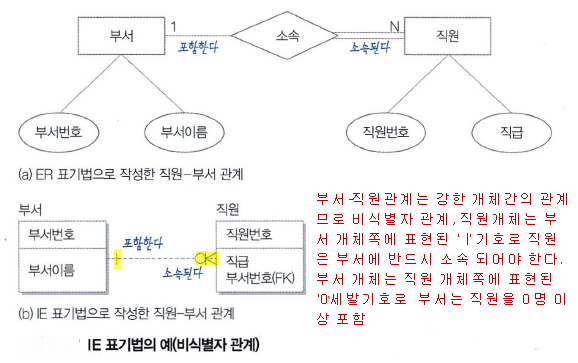 부서 1 N 직원
포함한다 소속 소속된다
부서번호 부서이름 직원번호 직급
(a) ER 표기법으로 작성한 직원-부서 관계
부서 직원
부서번호 포함한다 직원번호
부서이름 소속된다 직급
부서번호(FK)
(b) IE 표기법으로 작성한 직원-부서 관계
부서-직원관계는 강한 개체간의 관계
므로 비식별자 관계,직원개체는 부
서 개체쪽에 표현된 'l'기호로 직원
은 부서에 반드시 소속 되어야 한다.
부서 개체는 직원 개체쪽에 표현된
'0'세발기호로 부서는 직원을 0명 이
상 포함
IE 표기법의 예(비식별자 관계)